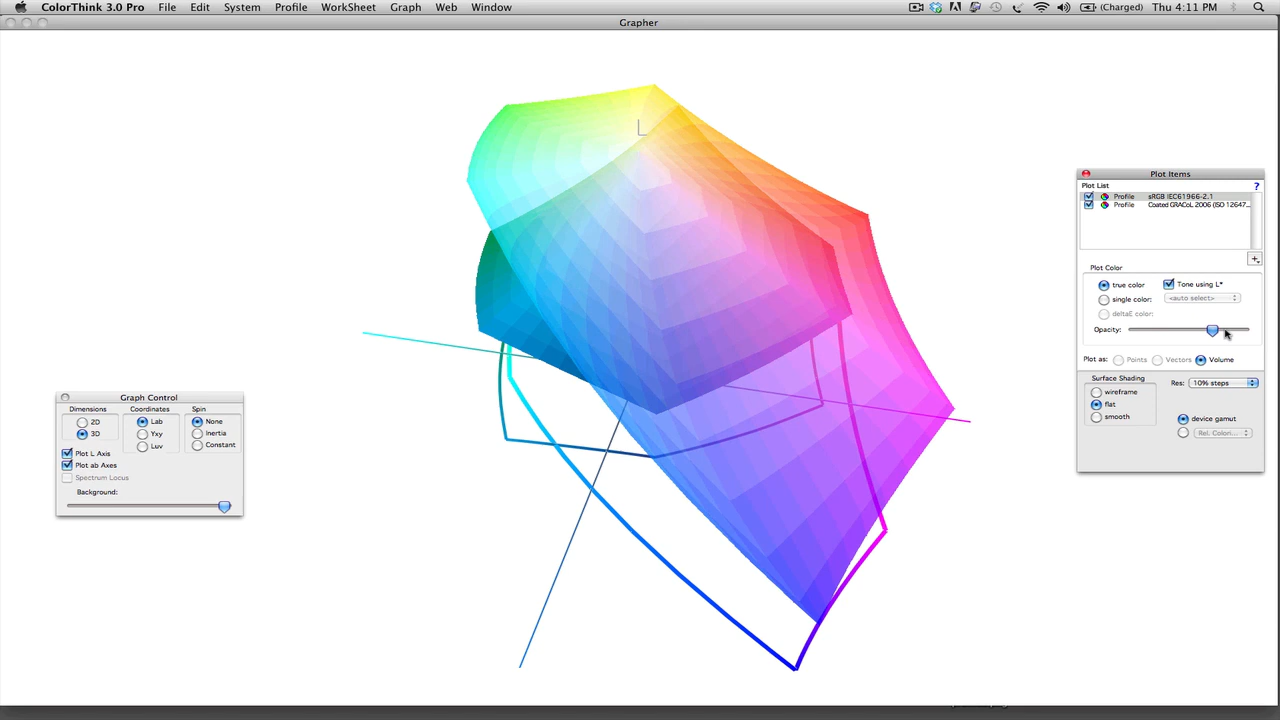 ColorThink 3.0 Pro File Edit System Profile WorkSheet Graph Web Window (Charged) Thu 4:11 PM
Grapher
Plot Items
Plot List
?
Profile sRGB IEC61966-2.1
Profile Coated GRACoL 2006 (ISO 12647...
Plot Color
true color Tone using L*
single color: <auto select>
deltaE color:
Opacity:
Plot as: Points Vectors Volume
Surface Shading Res: 10% steps
wireframe
flat
smooth
device gamut
Rel. Colori...
Graph Control
Dimensions Coordinates Spin
2D Lab None
3D Yxy Inertia
Luv Constant
Plot L Axis
Plot ab Axes
Spectrum Locus
Background: